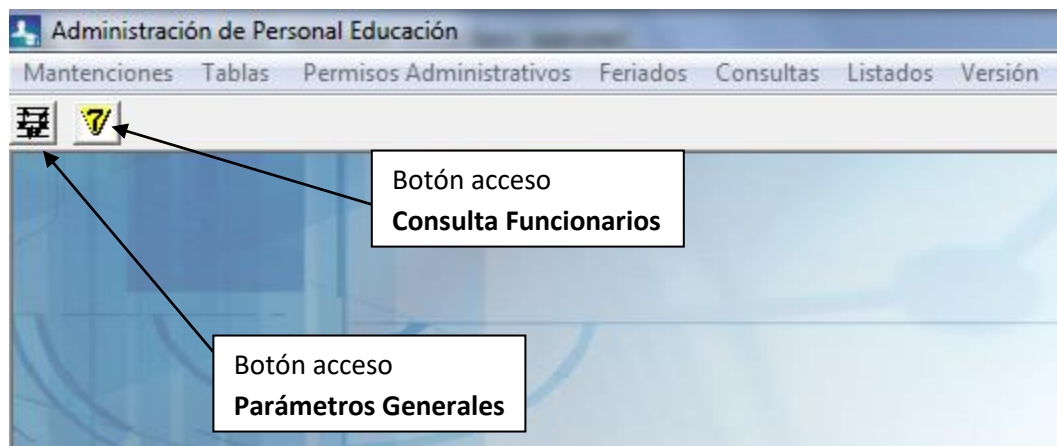 Administración de Personal Educación
Mantenciones Tablas Permisos Administrativos Feriados Consultas Listados Versión
Botón acceso
Consulta Funcionarios
Botón acceso
Parámetros Generales